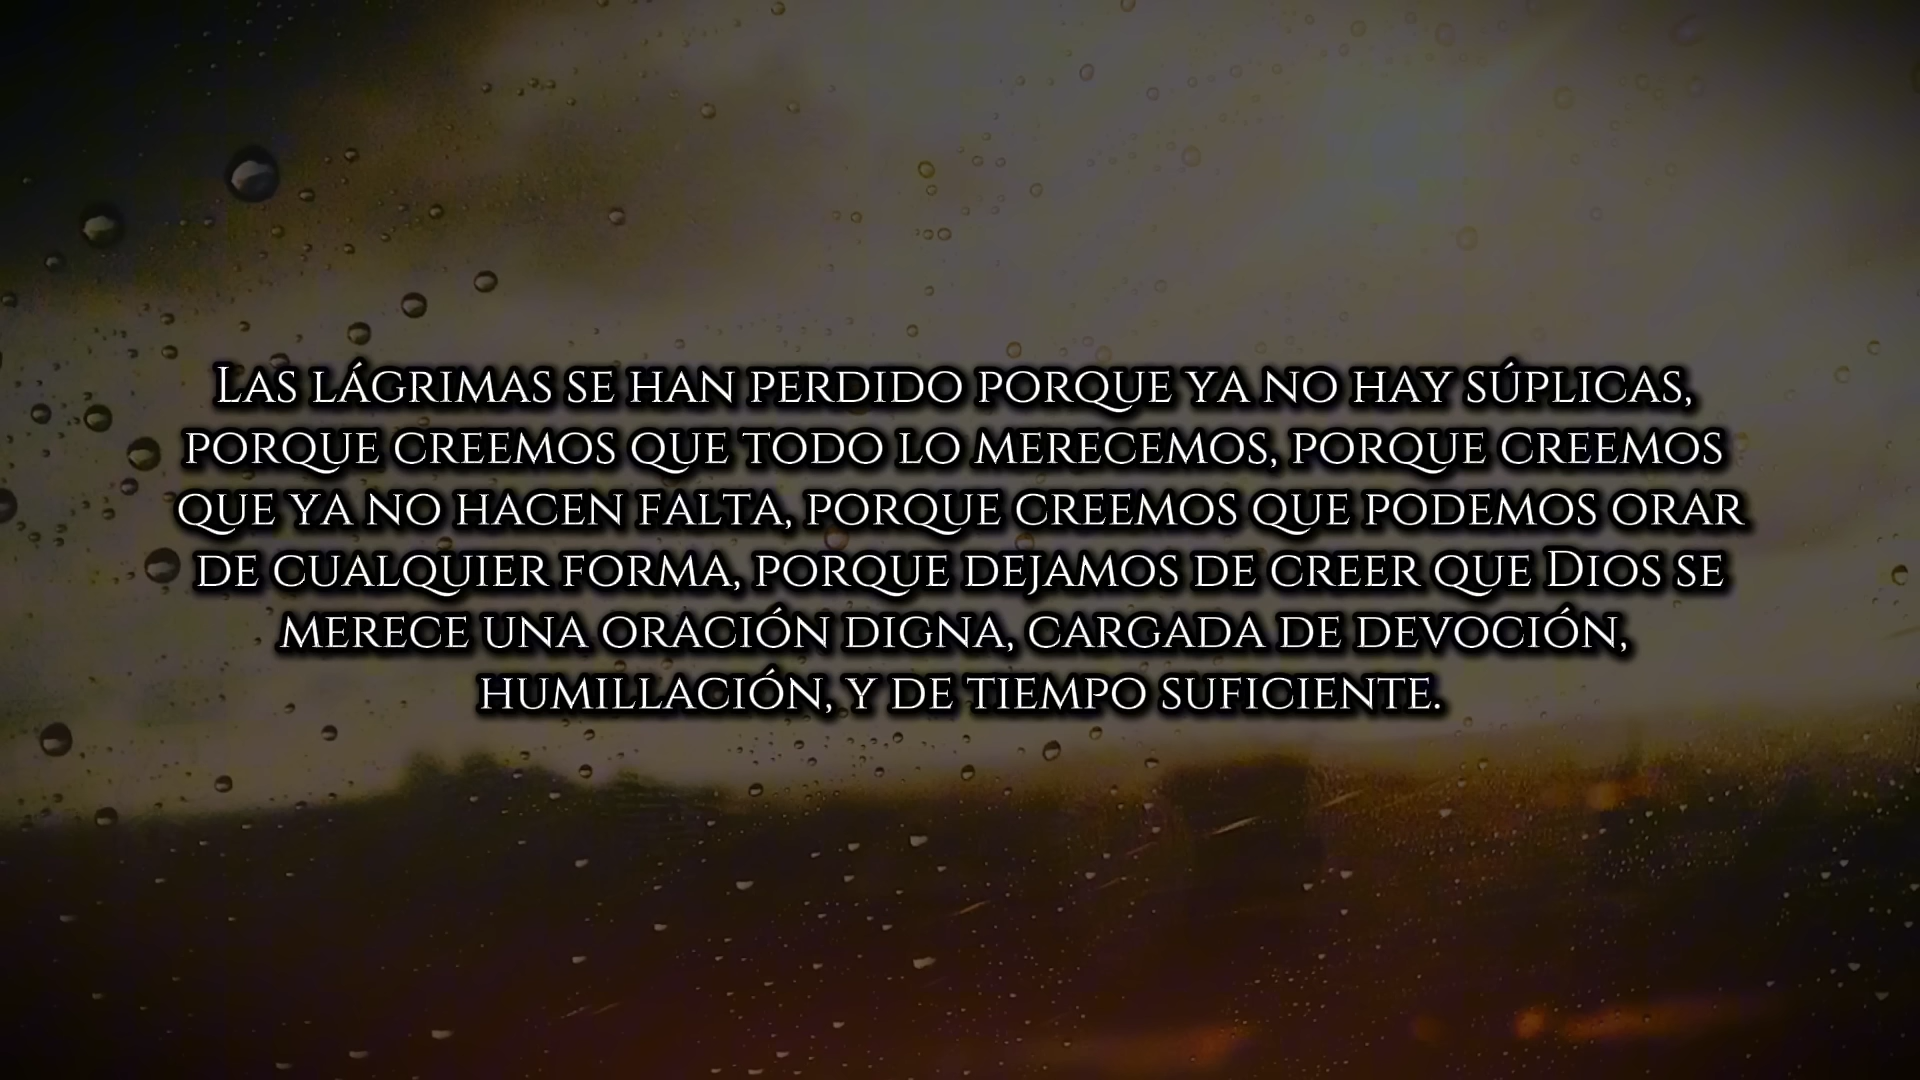 Las lágrimas se han perdido porque ya no hay súplicas,
porque creemos que todo lo merecemos, porque creemos
que ya no hacen falta, porque creemos que podemos orar
de cualquier forma, porque dejamos de creer que Dios se
merece una oración digna, cargada de devoción,
humillación, y de tiempo suficiente.